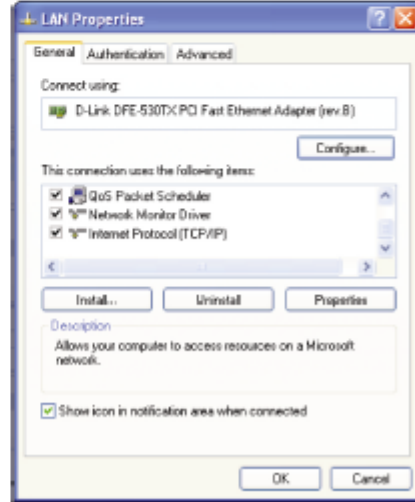 LAN Properties
General Authentication Advanced
Connect using:
D-Link DFE-530TX PCI Fast Ethernet Adapter (rev.B)
Configure...
This connection uses the following items:
QoS Packet Scheduler
Network Monitor Driver
Internet Protocol (TCP/IP)
Install... Uninstall Properties
Description
Allows your computer to access resources on a Microsoft
network.
Show icon in notification area when connected
OK Cancel